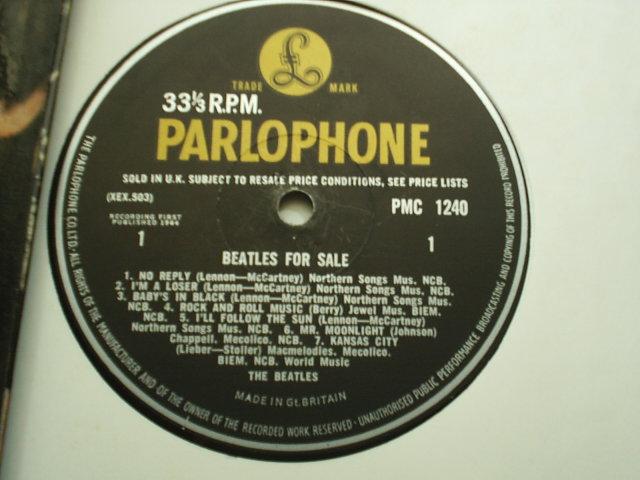 £
TRADE MARK
33⅓ R.P.M.
PARLOPHONE
SOLD IN U.K. SUBJECT TO RESALE PRICE CONDITIONS, SEE PRICE LISTS
(XEX.503)
PMC 1240
RECORDING FIRST
PUBLISHED 1964
1
1
BEATLES FOR SALE
1. NO REPLY (Lennon—McCartney) Northern Songs Mus. NCB.
2. I'M A LOSER (Lennon—McCartney) Northern Songs Mus. NCB.
3. BABY'S IN BLACK (Lennon—McCartney) Northern Songs Mus.
NCB. 4. ROCK AND ROLL MUSIC (Berry) Jewel Mus. BIEM.
NCB. 5. I'LL FOLLOW THE SUN (Lennon—McCartney)
Northern Songs Mus. NCB. 6. MR. MOONLIGHT (Johnson)
Chappell. Mecolico. NCB. 7. KANSAS CITY
(Lieber—Stoller) Macmelodies. Mecolico.
BIEM. NCB. World Music
THE BEATLES
MADE IN GT. BRITAIN
THE PARLOPHONE CO. LTD. · ALL RIGHTS OF THE MANUFACTURER AND OF THE OWNER OF THE RECORDED WORK RESERVED · UNAUTHORISED PUBLIC PERFORMANCE BROADCASTING AND COPYING OF THIS RECORD PROHIBITED